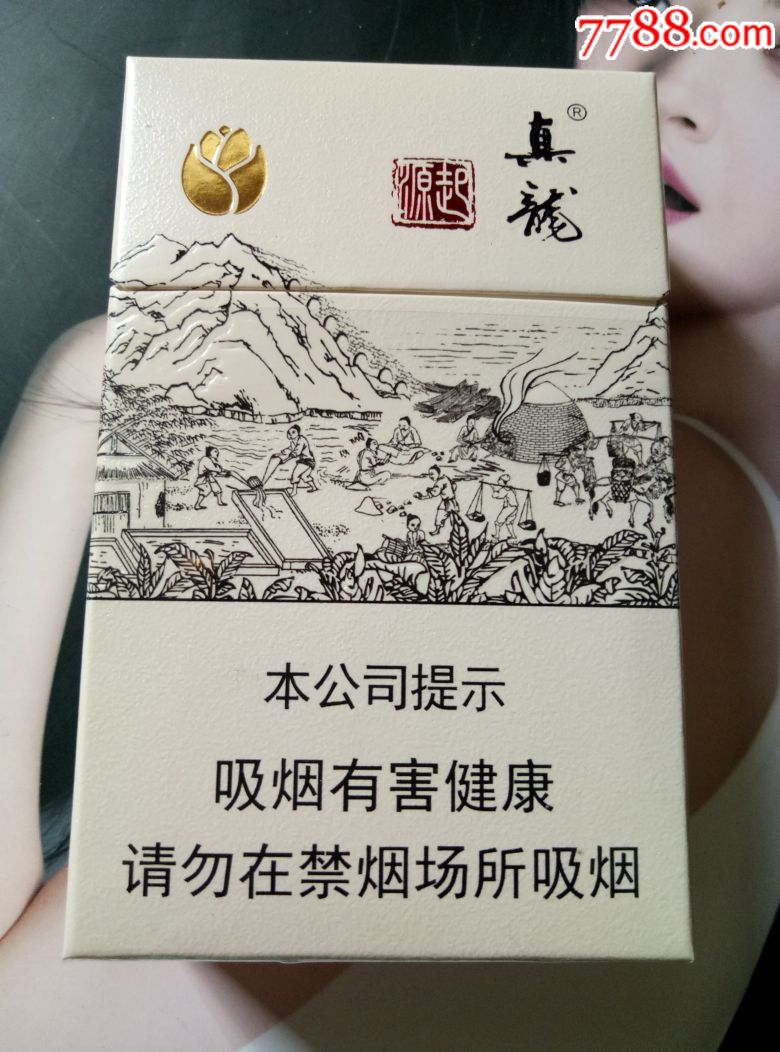 7788.com
真龍®
起源
本公司提示
吸烟有害健康
请勿在禁烟场所吸烟